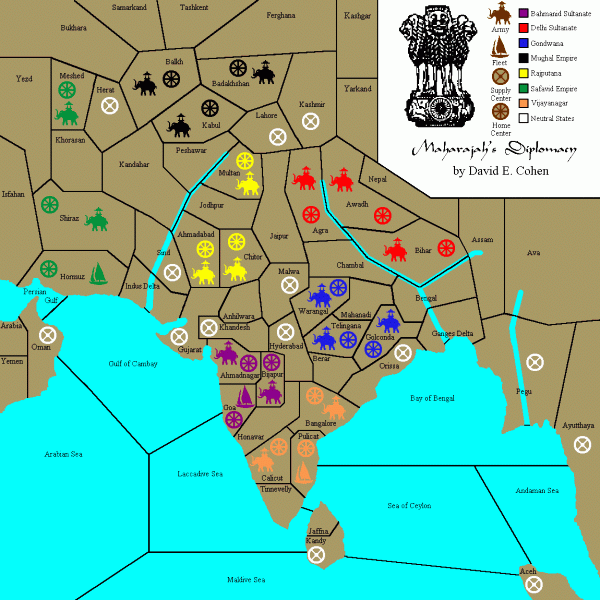 Samarkand
Tashkent
Ferghana
Kashgar
Bukhara
Army
Fleet
Supply
Center
Home
Center
Bahmanid Sultanate
Delhi Sultanate
Gondwana
Mughal Empire
Rajputana
Safavid Empire
Vijayanagar
Neutral States
Maharajah's Diplomacy
by David E. Cohen
Yezd
Meshed
Herat
Balkh
Badakhshan
Yarkand
Kabul
Lahore
Kashmir
Khorasan
Kandahar
Peshawar
Multan
Nepal
Isfahan
Shiraz
Jodhpur
Agra
Awadh
Ahmadabad
Chitor
Jaipur
Bihar
Assam
Ava
Sind
Hormuz
Indus Delta
Malwa
Chambal
Persian
Gulf
Warangal
Mahanadi
Bengal
Anhilwara
Arabia
Oman
Khandesh
Telingana
Golconda
Ganges Delta
Gujarat
Hyderabad
Berar
Orissa
Yemen
Gulf of Cambay
Ahmadnagar
Bijapur
Goa
Bay of Bengal
Pegu
Honavar
Bangalore
Pulicat
Ayutthaya
Arabian Sea
Laccadive Sea
Calicut
Tinnevelly
Sea of Ceylon
Andaman Sea
Jaffna
Kandy
Maldive Sea
Aceh